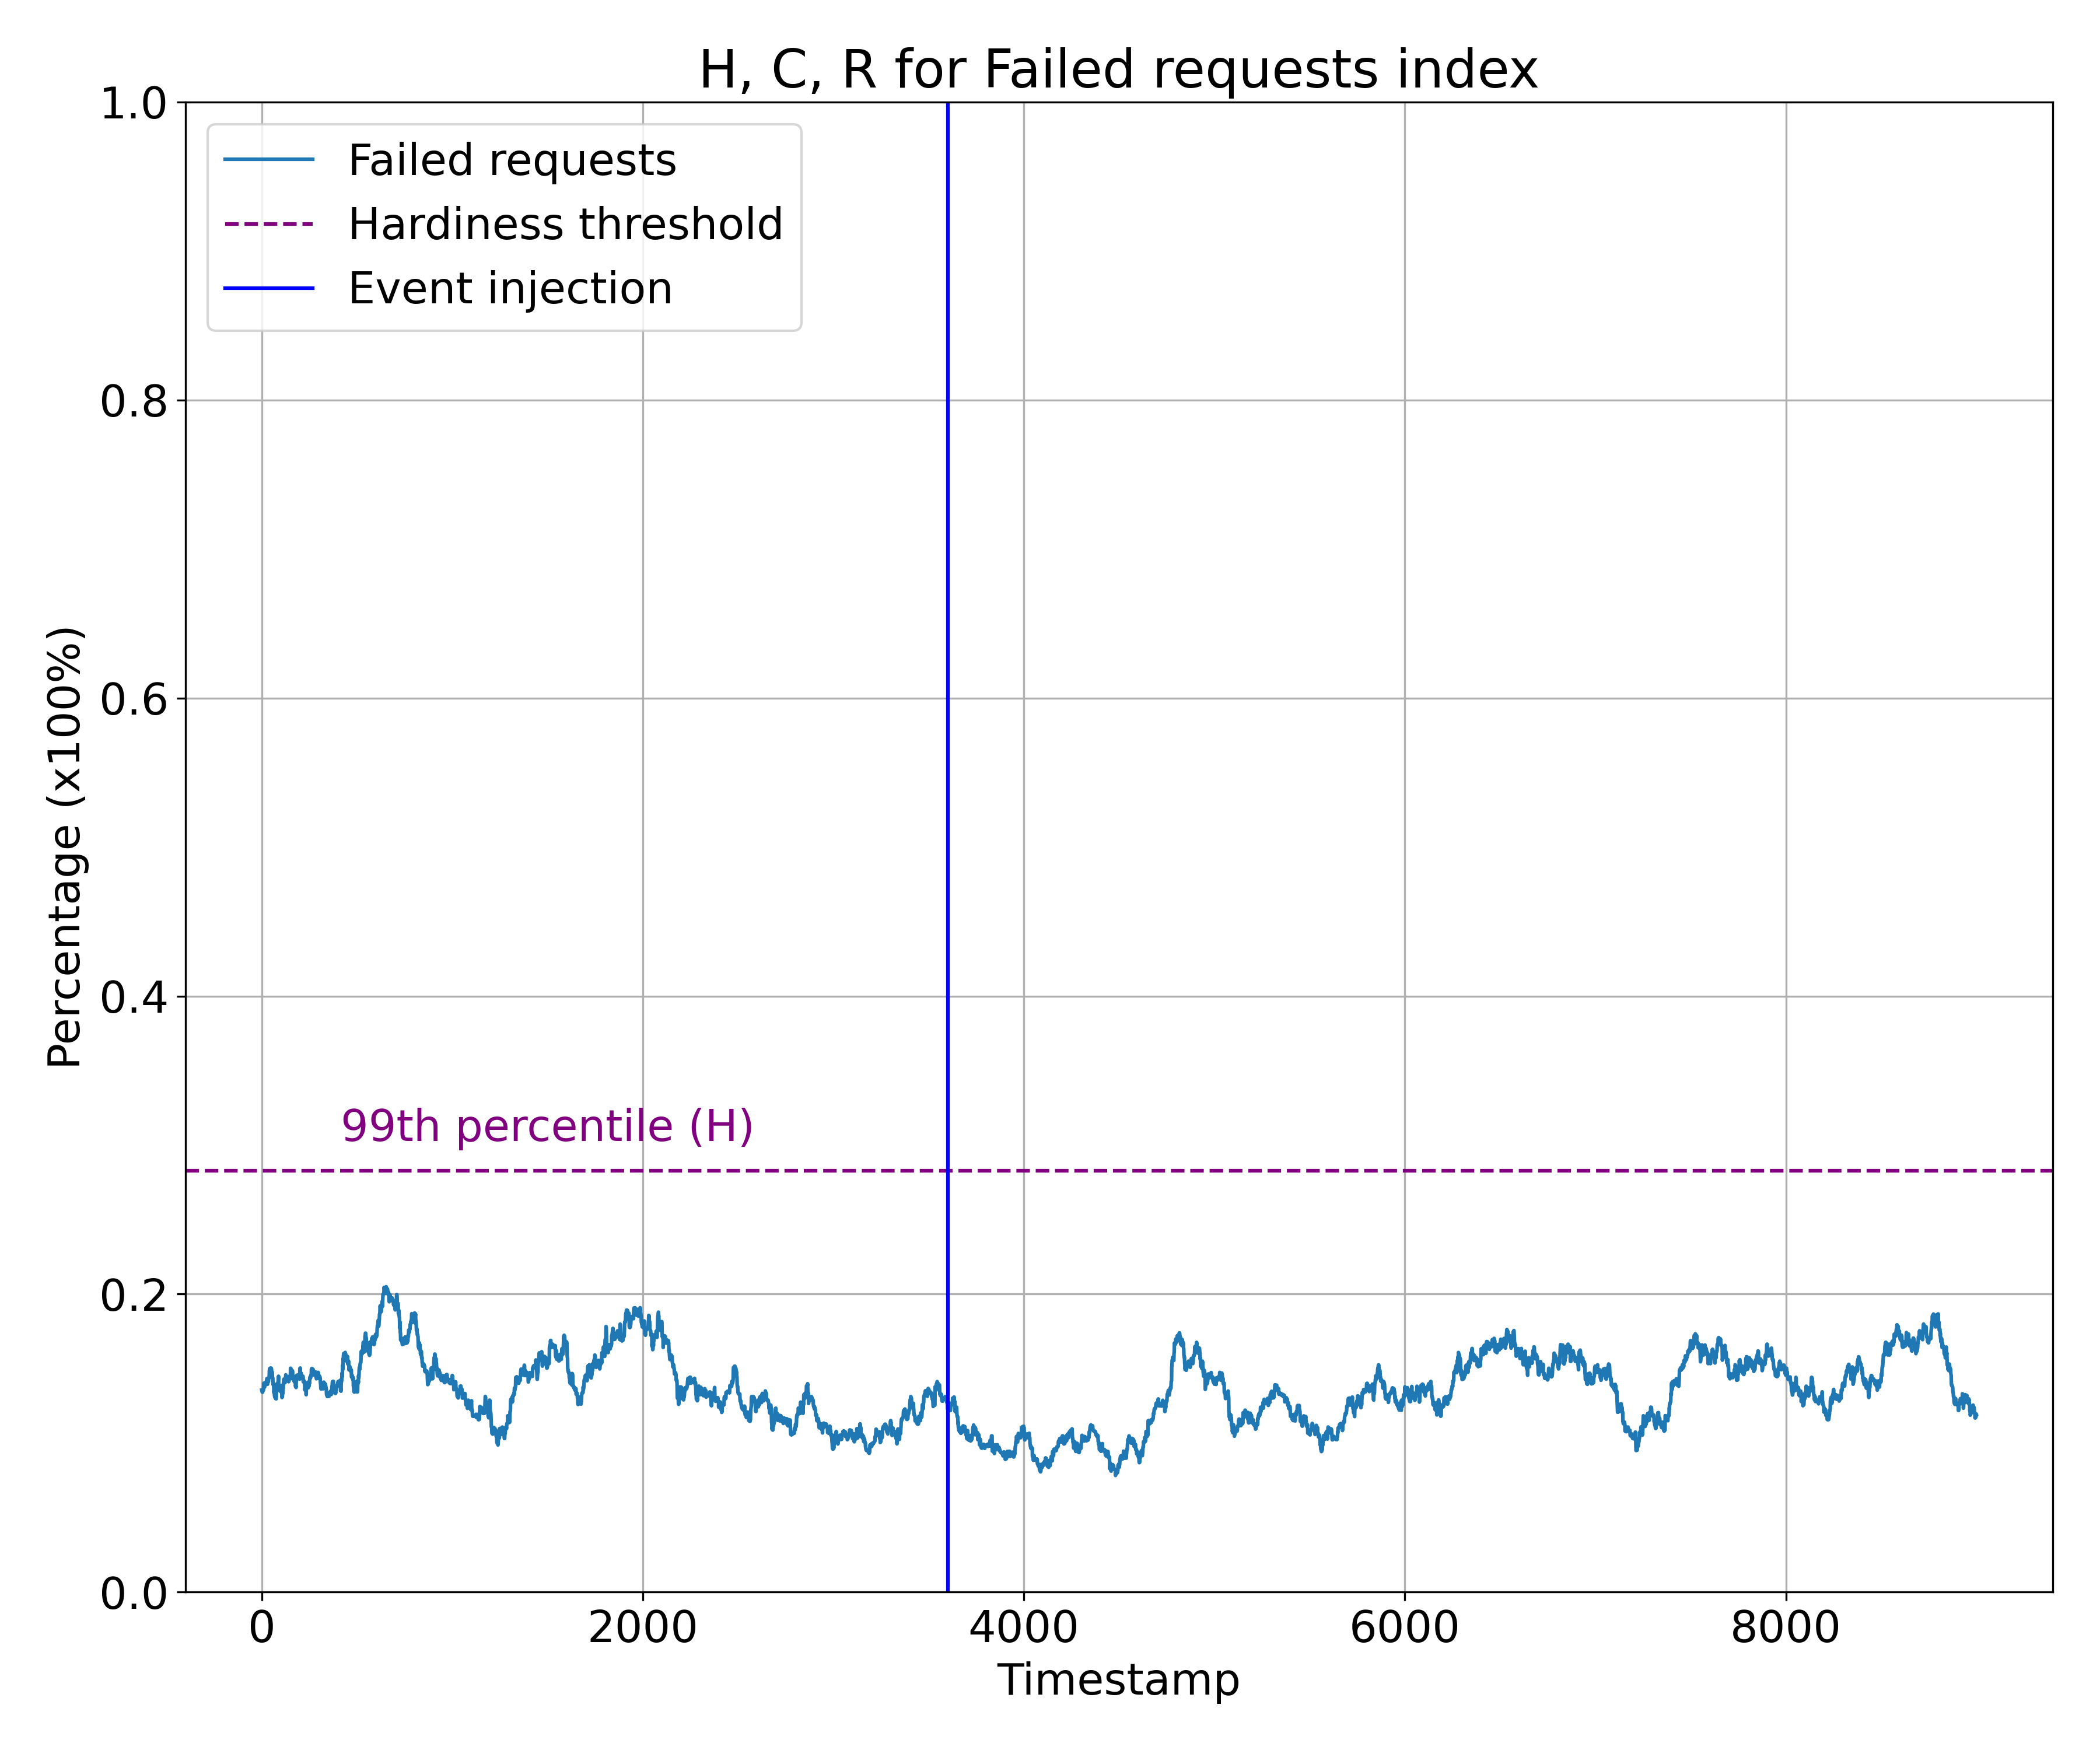 H, C, R for Failed requests index
1.0
Failed requests
Hardiness threshold
Event injection
0.8
0.6
0.4
0.2
0.0
Percentage (x100%)
99th percentile (H)
0 2000 4000 6000 8000
Timestamp